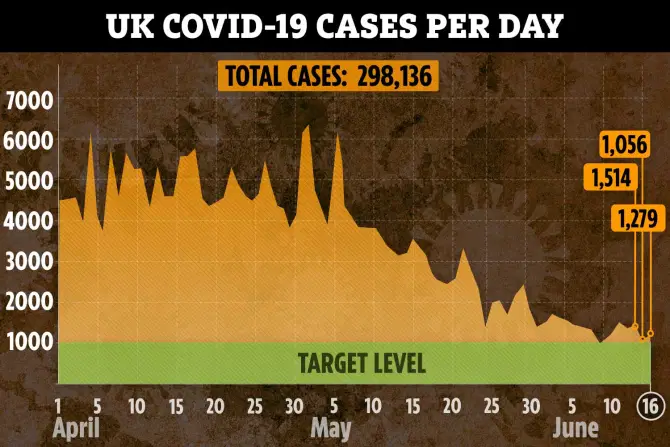 UK COVID-19 CASES PER DAY
TOTAL CASES: 298,136
7000
6000
5000
4000
3000
2000
1000
1,056
1,514
1,279
TARGET LEVEL
1 5 10 15 20 25 30 5 10 15 20 25 30 5 10 16
April May June